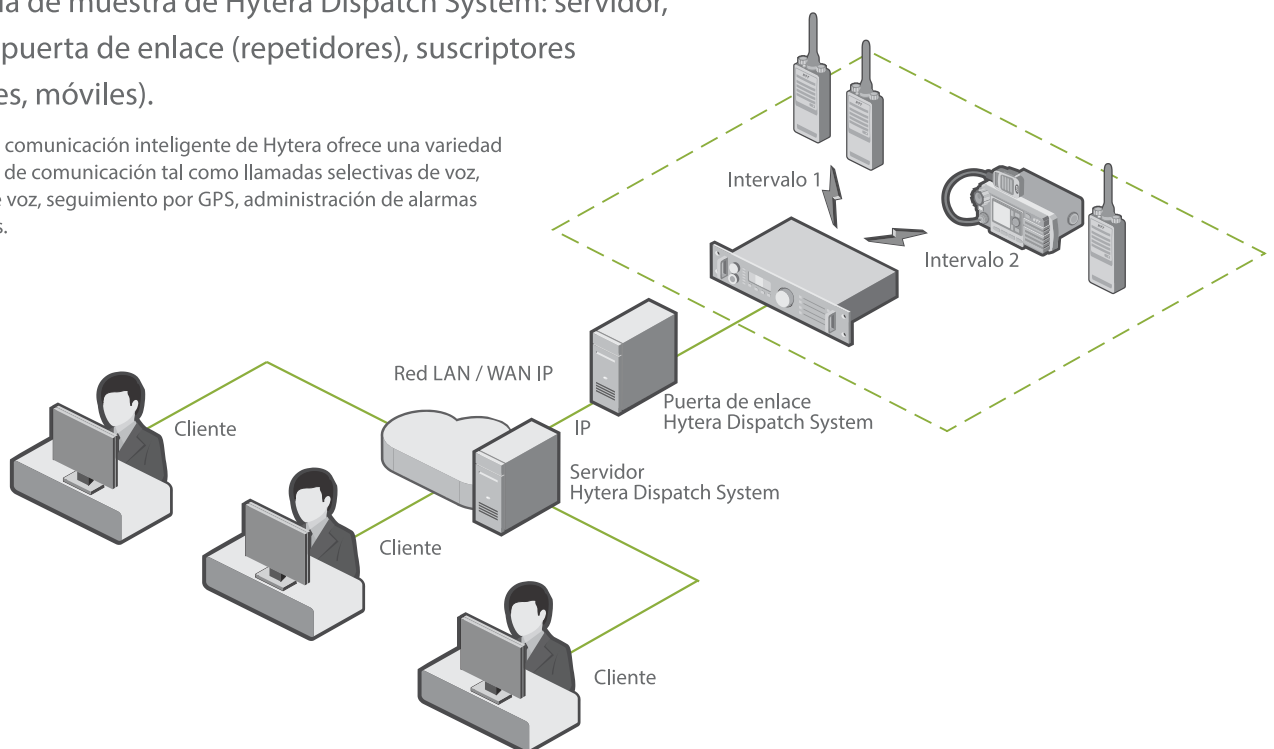 ía de muestra de Hytera Dispatch System: servidor,
puerta de enlace (repetidores), suscriptores
es, móviles).
comunicación inteligente de Hytera ofrece una variedad
de comunicación tal como llamadas selectivas de voz,
e voz, seguimiento por GPS, administración de alarmas
s.
Intervalo 1
Intervalo 2
Red LAN / WAN IP
Puerta de enlace
Hytera Dispatch System
IP
Cliente
Servidor
Hytera Dispatch System
Cliente
Cliente